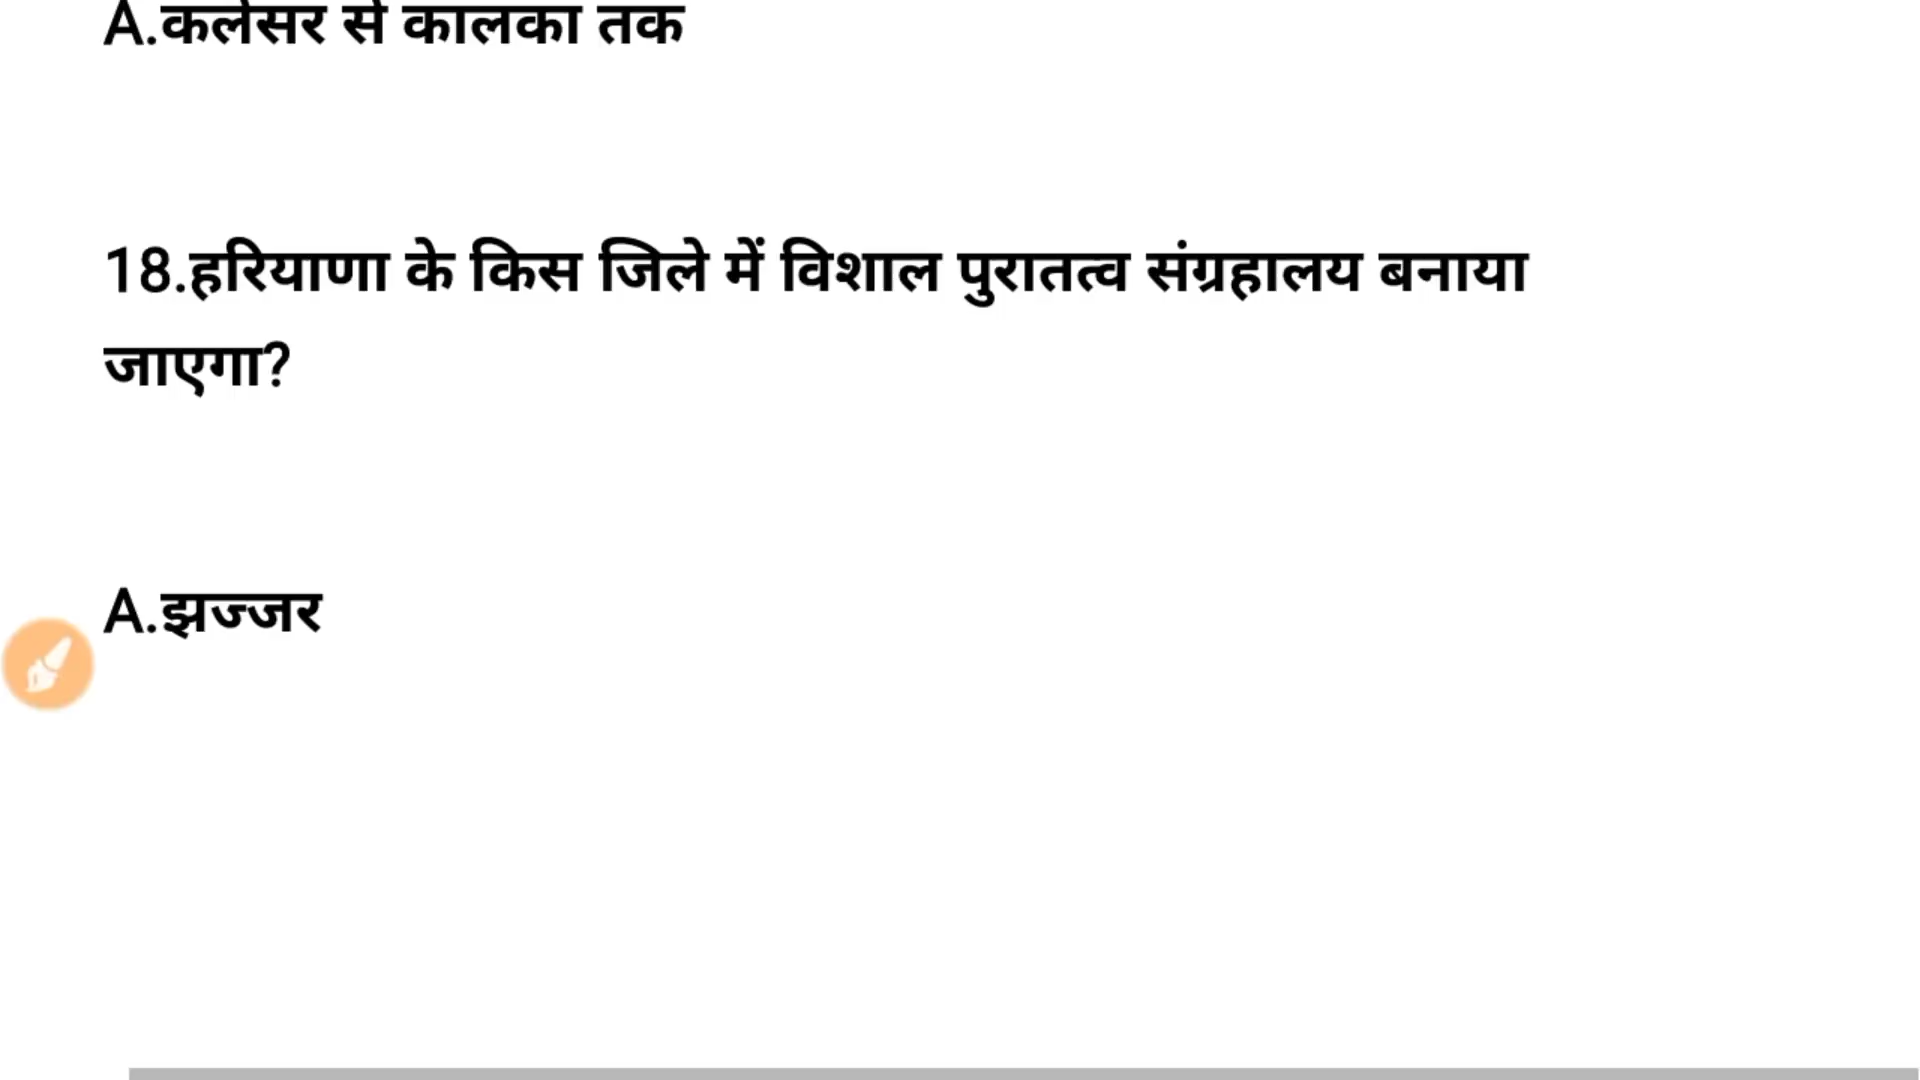 A.कलेसर से कालका तक
18.हरियाणा के किस जिले में विशाल पुरातत्व संग्रहालय बनाया
जाएगा?
A.झज्जर